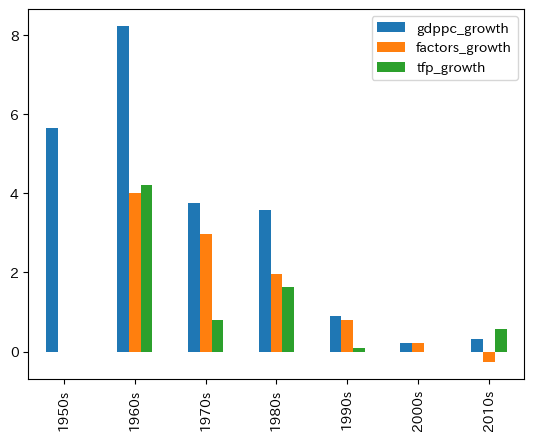 gdppc_growth
factors_growth
tfp_growth
8
6
4
2
0
1950s
1960s
1970s
1980s
1990s
2000s
2010s